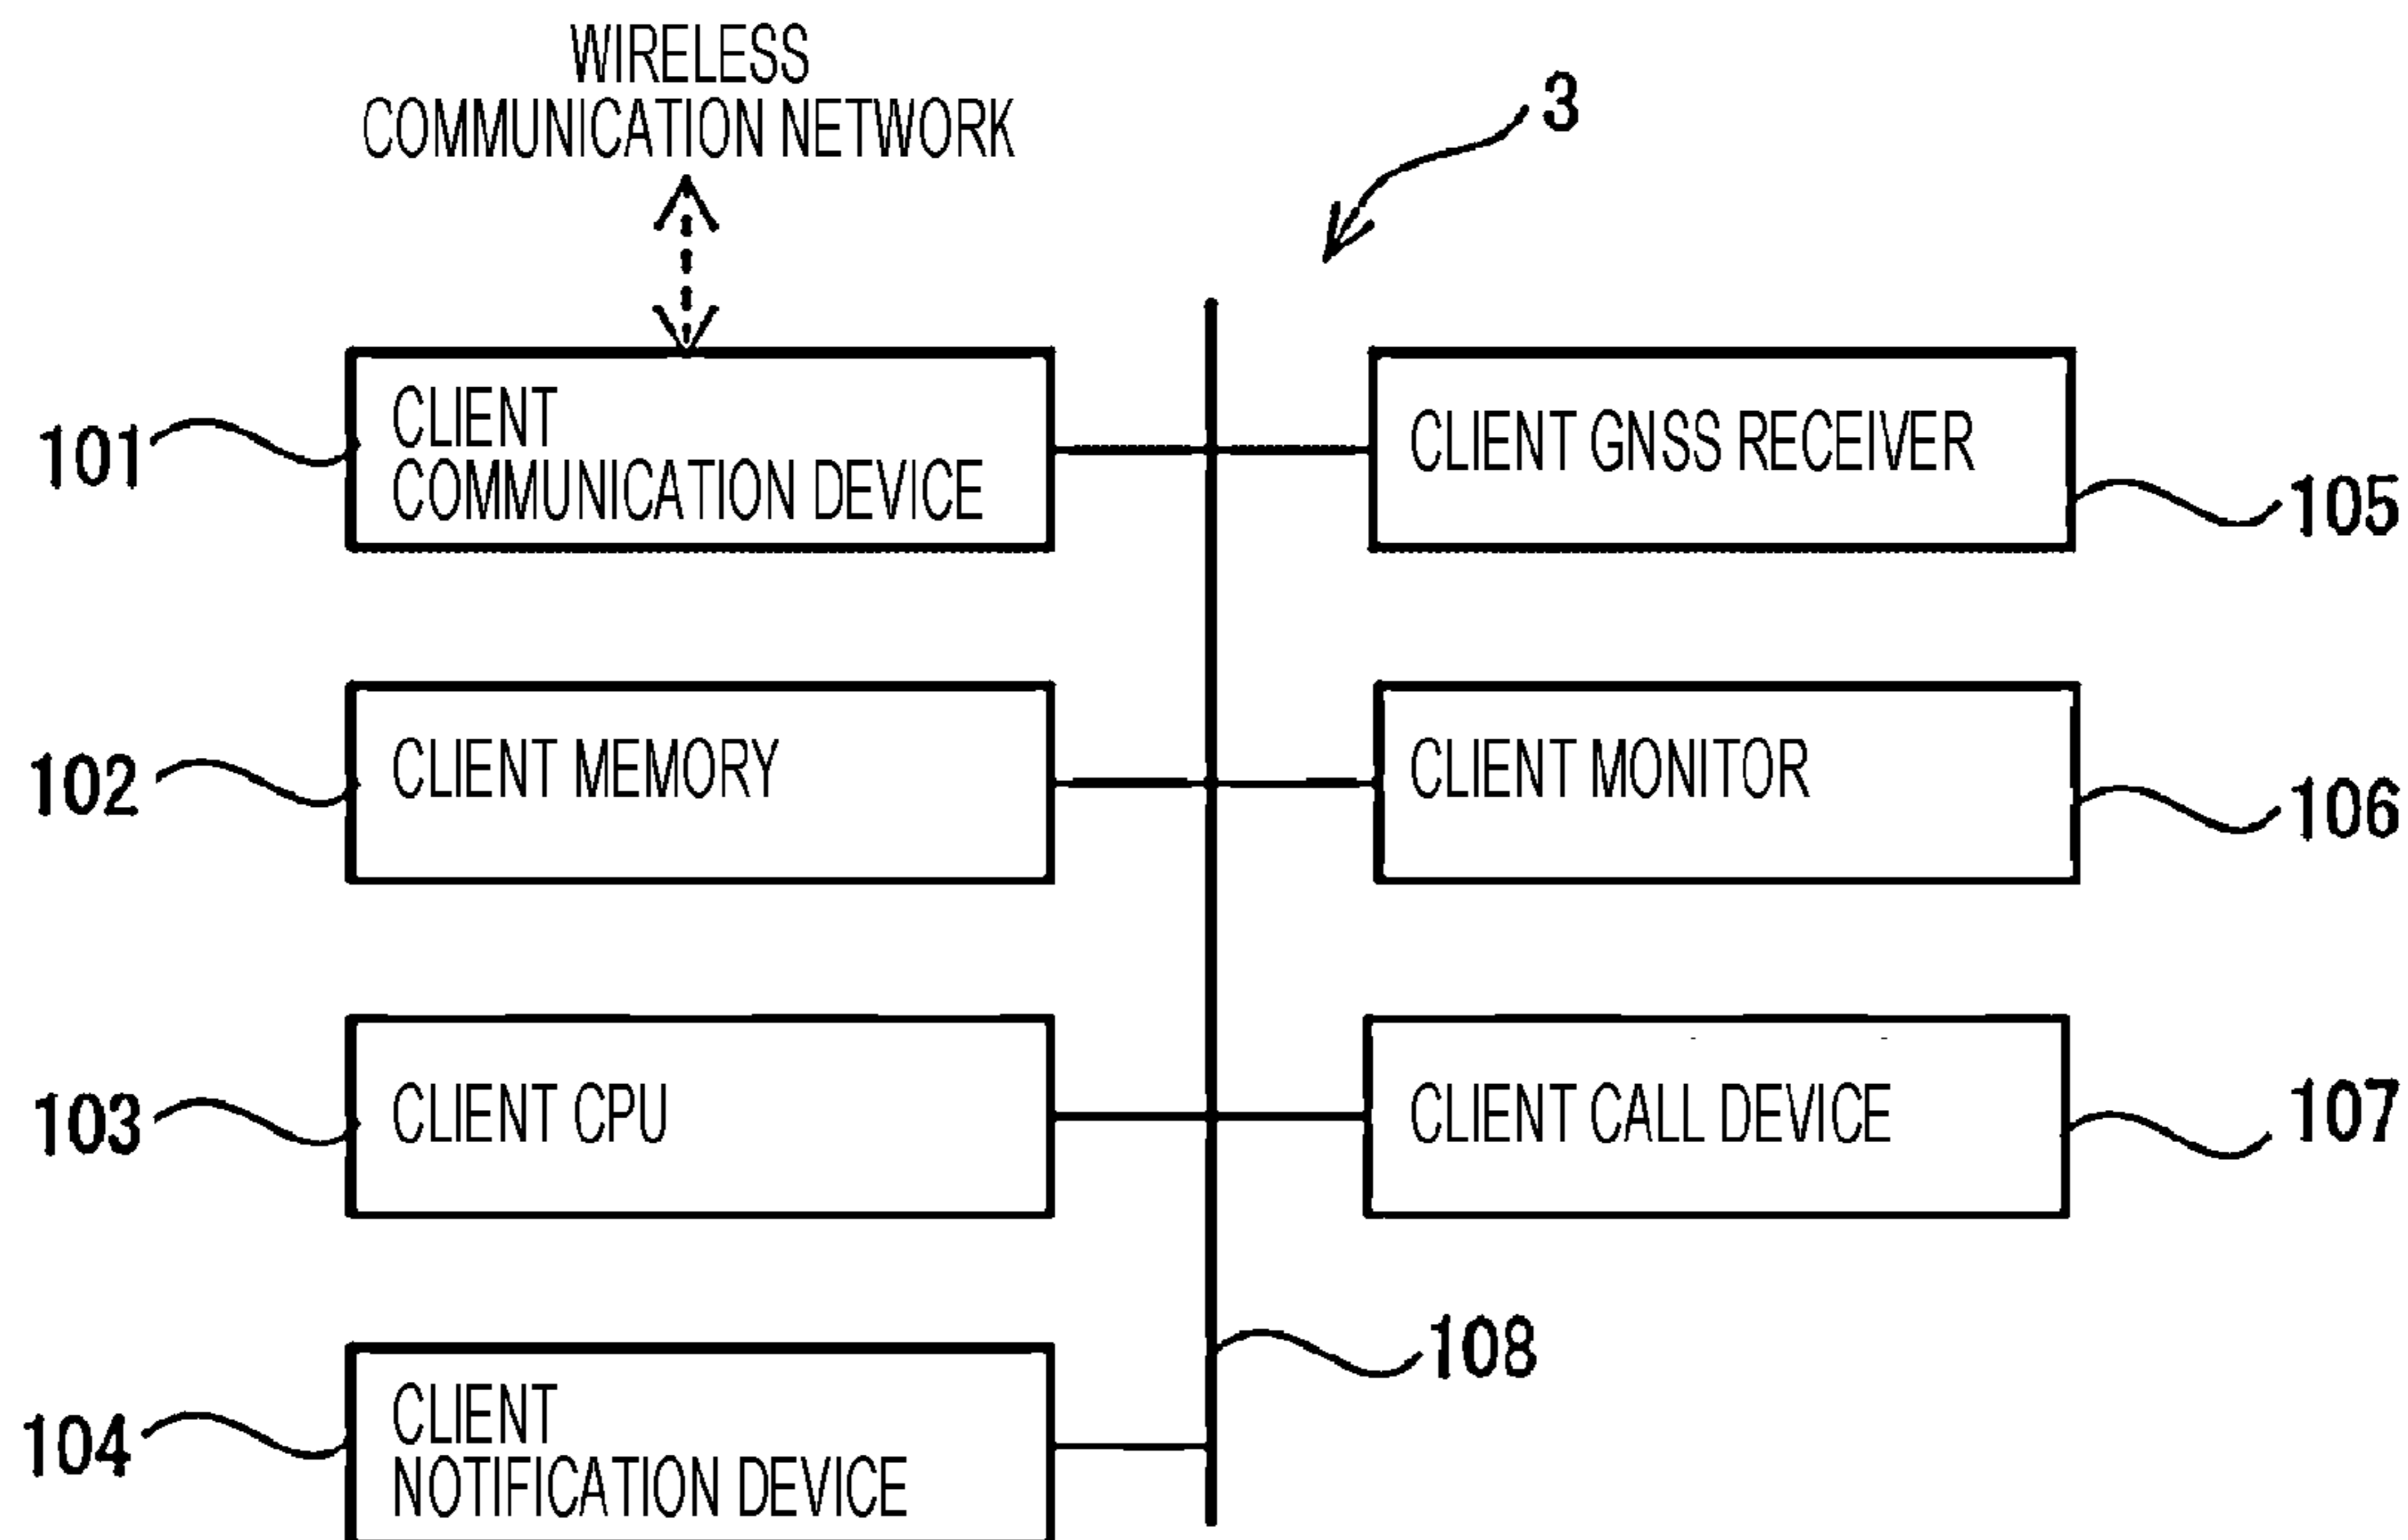 WIRELESS
COMMUNICATION NETWORK
3
101
CLIENT
COMMUNICATION DEVICE
CLIENT GNSS RECEIVER
105
102
CLIENT MEMORY
CLIENT MONITOR
106
103
CLIENT CPU
CLIENT CALL DEVICE
107
108
104
CLIENT
NOTIFICATION DEVICE